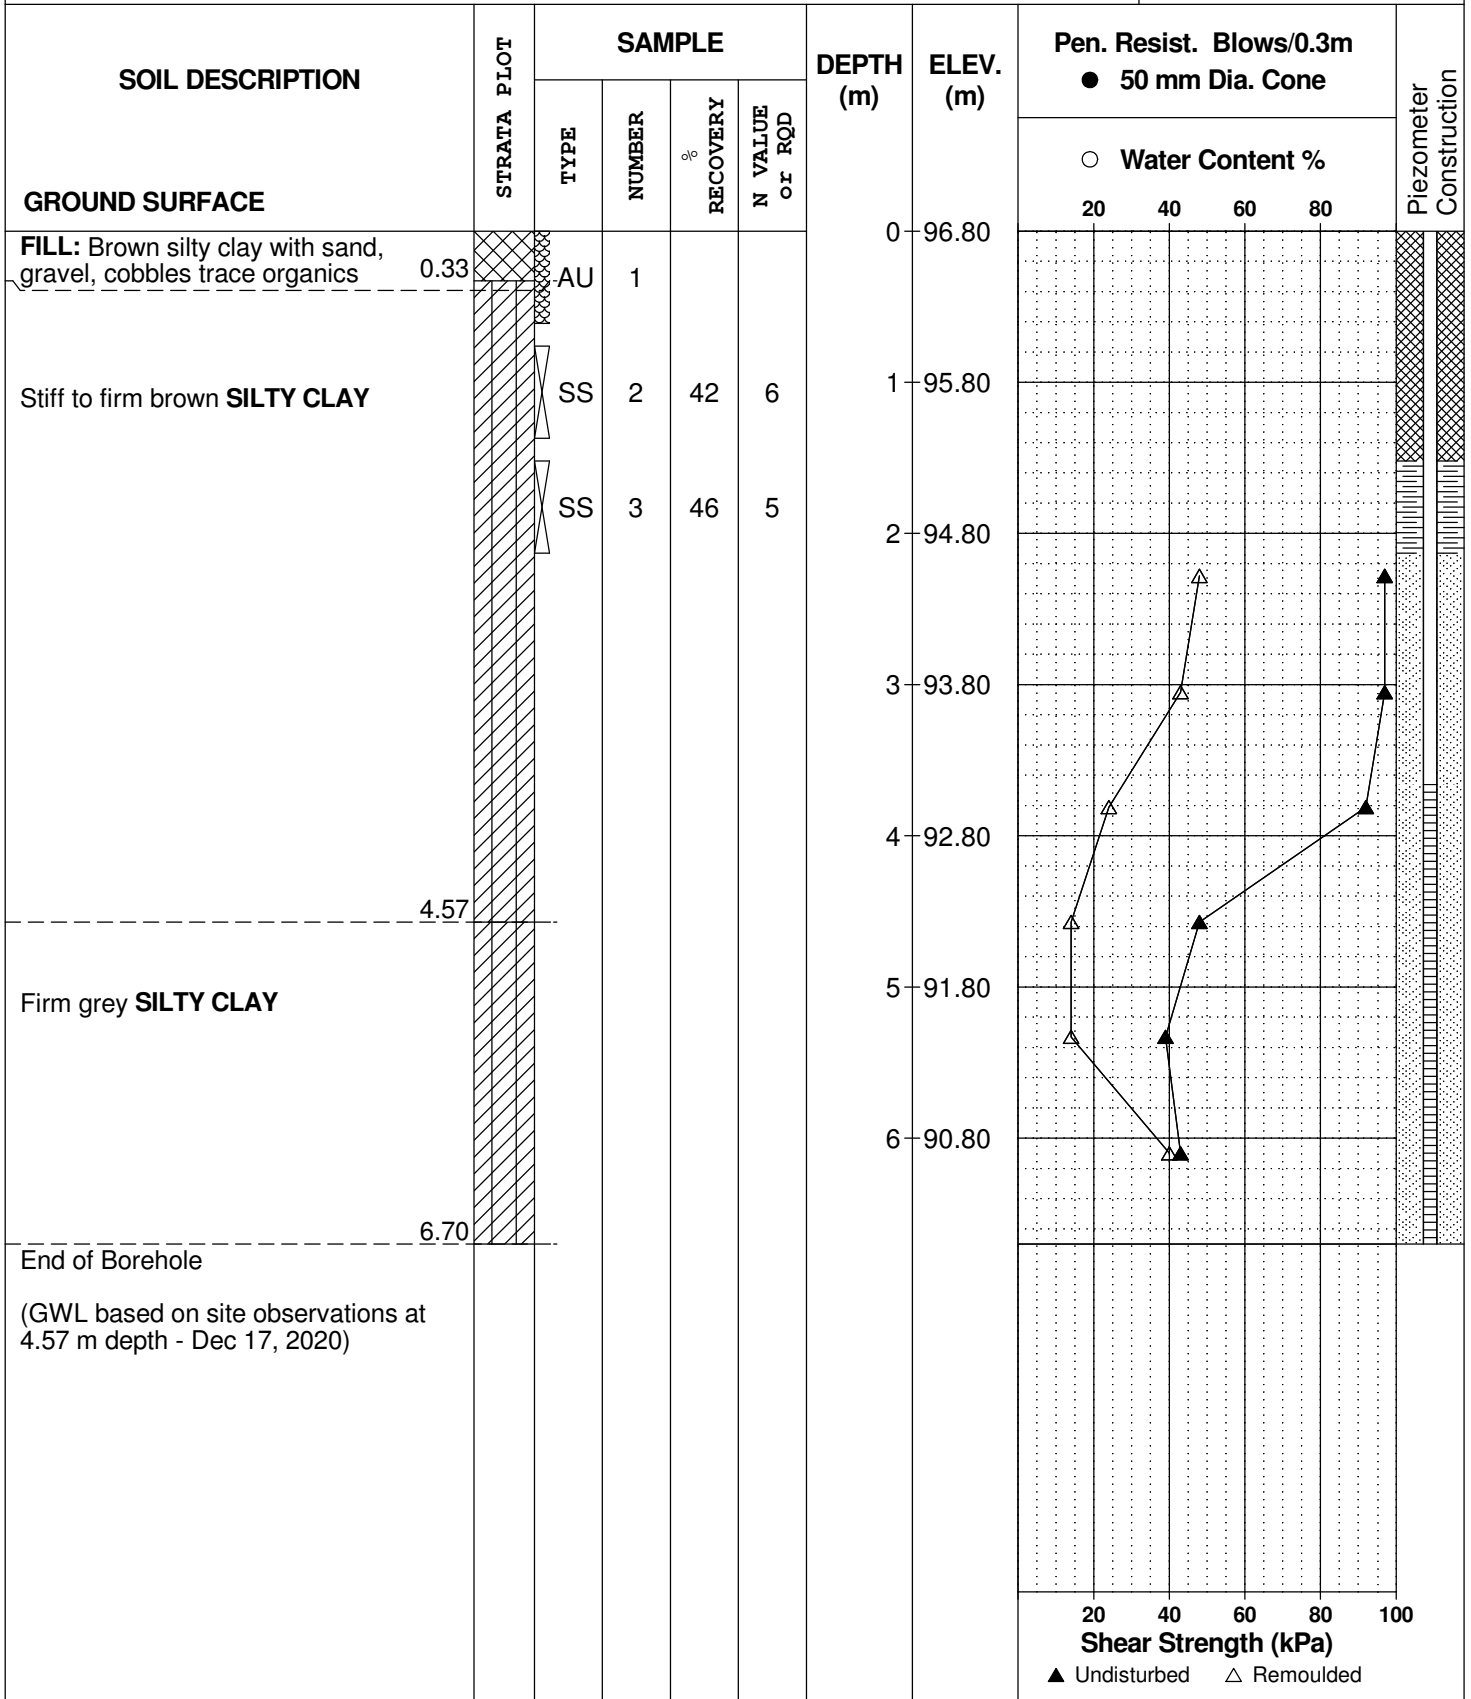 SOIL DESCRIPTION
GROUND SURFACE
STRATA PLOT
SAMPLE
TYPE
NUMBER
%
RECOVERY
N VALUE
or RQD
DEPTH
(m)
ELEV.
(m)
Pen. Resist. Blows/0.3m
● 50 mm Dia. Cone
○ Water Content %
20 40 60 80
Piezometer
Construction
0 96.80
FILL: Brown silty clay with sand,
gravel, cobbles trace organics 0.33
AU 1
Stiff to firm brown SILTY CLAY
SS 2 42 6
1 95.80
SS 3 46 5
2 94.80
3 93.80
4 92.80
4.57
Firm grey SILTY CLAY
5 91.80
6 90.80
6.70
End of Borehole
(GWL based on site observations at
4.57 m depth - Dec 17, 2020)
20 40 60 80 100
Shear Strength (kPa)
▲ Undisturbed △ Remoulded